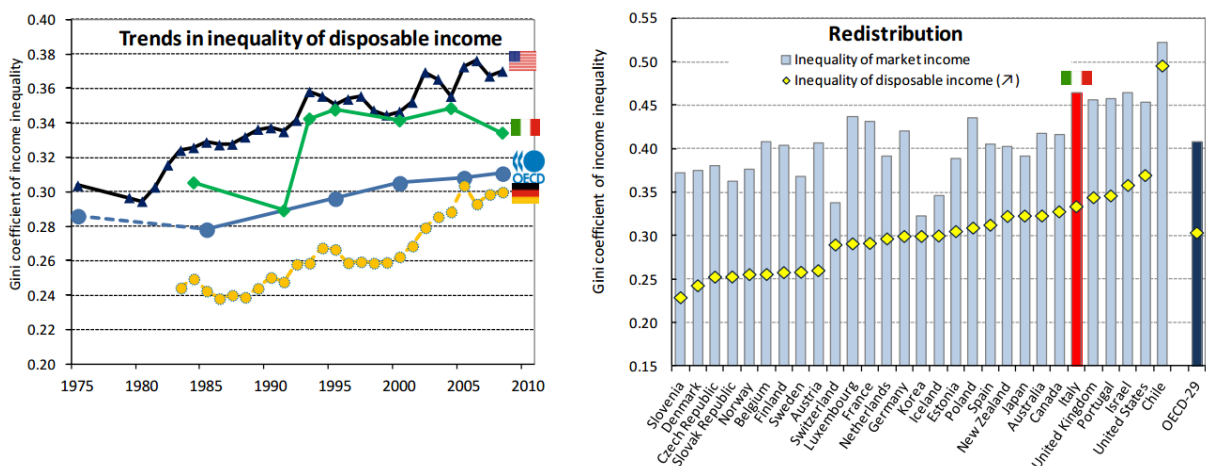 Trends in inequality of disposable income
Gini coefficient of income inequality
0.40
0.38
0.36
0.34
0.32
0.30
0.28
0.26
0.24
0.22
0.20
1975
1980
1985
1990
1995
2000
2005
2010
OECD
Redistribution
Inequality of market income
Inequality of disposable income (↗)
Gini coefficient of income inequality
0.55
0.50
0.45
0.40
0.35
0.30
0.25
0.20
0.15
Slovenia
Denmark
Czech Republic
Slovak Republic
Norway
Belgium
Finland
Sweden
Austria
Switzerland
Luxembourg
France
Netherlands
Germany
Korea
Iceland
Estonia
Poland
Spain
New Zealand
Japan
Australia
Canada
Italy
United Kingdom
Portugal
Israel
United States
Chile
OECD-29